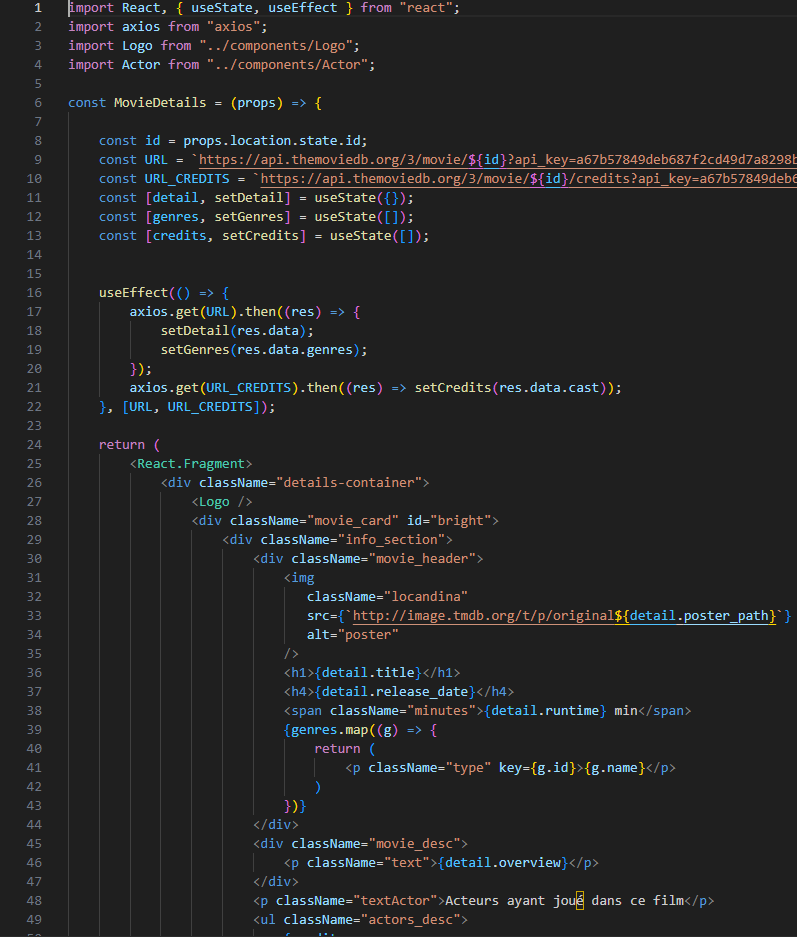 1 import React, { useState, useEffect } from "react";
2 import axios from "axios";
3 import Logo from "../components/Logo";
4 import Actor from "../components/Actor";
5
6 const MovieDetails = (props) => {
7
8     const id = props.location.state.id;
9     const URL = `https://api.themoviedb.org/3/movie/${id}?api_key=a67b57849deb687f2cd49d7a8298b
10     const URL_CREDITS = `https://api.themoviedb.org/3/movie/${id}/credits?api_key=a67b57849deb6
11     const [detail, setDetail] = useState({});
12     const [genres, setGenres] = useState([]);
13     const [credits, setCredits] = useState([]);
14
15
16     useEffect(() => {
17         axios.get(URL).then((res) => {
18             setDetail(res.data);
19             setGenres(res.data.genres);
20         });
21         axios.get(URL_CREDITS).then((res) => setCredits(res.data.cast));
22     }, [URL, URL_CREDITS]);
23
24     return (
25         <React.Fragment>
26             <div className="details-container">
27                 <Logo />
28                 <div className="movie_card" id="bright">
29                     <div className="info_section">
30                         <div className="movie_header">
31                             <img
32                                className="locandina"
33                                src={`http://image.tmdb.org/t/p/original${detail.poster_path}`}
34                                alt="poster"
35                             />
36                             <h1>{detail.title}</h1>
37                             <h4>{detail.release_date}</h4>
38                             <span className="minutes">{detail.runtime} min</span>
39                             {genres.map((g) => {
40                                 return (
41                                     <p className="type" key={g.id}>{g.name}</p>
42                                 )
43                             })}
44                         </div>
45                         <div className="movie_desc">
46                             <p className="text">{detail.overview}</p>
47                         </div>
48                         <p className="textActor">Acteurs ayant joué dans ce film</p>
49                         <ul className="actors_desc">